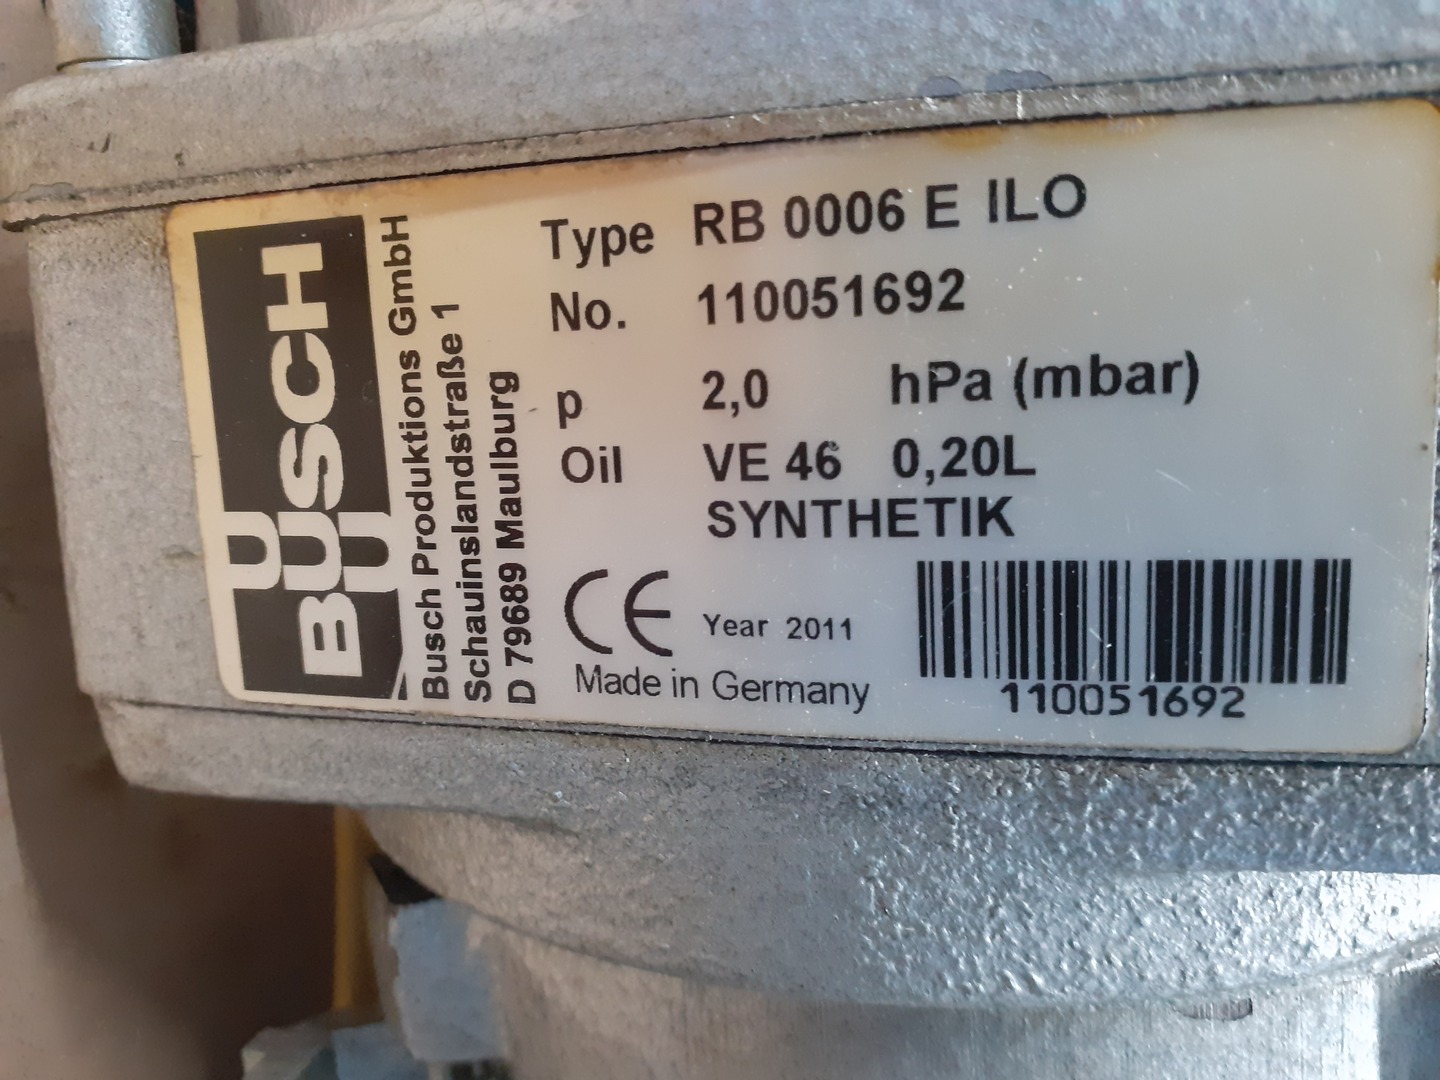 BUSCH
Busch Produktions GmbH
Schauinslandstraße 1
D 79689 Maulburg
Type RB 0006 E ILO
No. 110051692
p 2,0 hPa (mbar)
Oil VE 46 0,20L
SYNTHETIK
CE Year 2011
Made in Germany
110051692